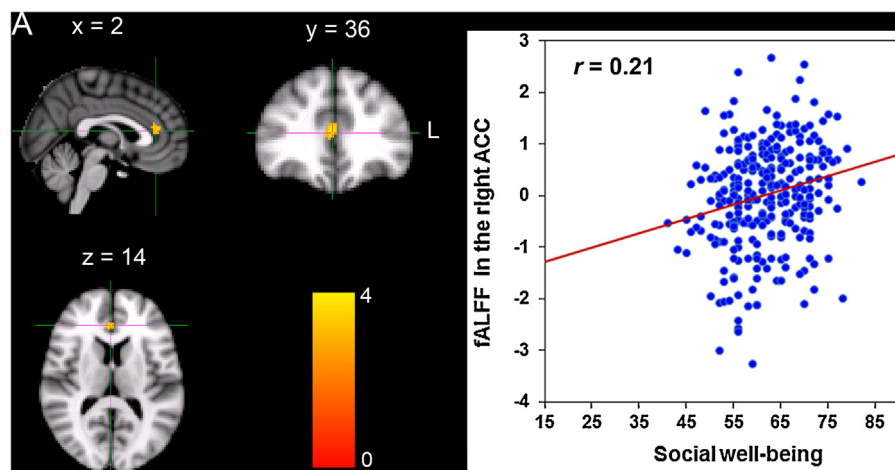 A
x = 2
y = 36
L
z = 14
4
0
r = 0.21
fALFF in the right ACC
3
2
1
0
-1
-2
-3
-4
15 25 35 45 55 65 75 85
Social well-being